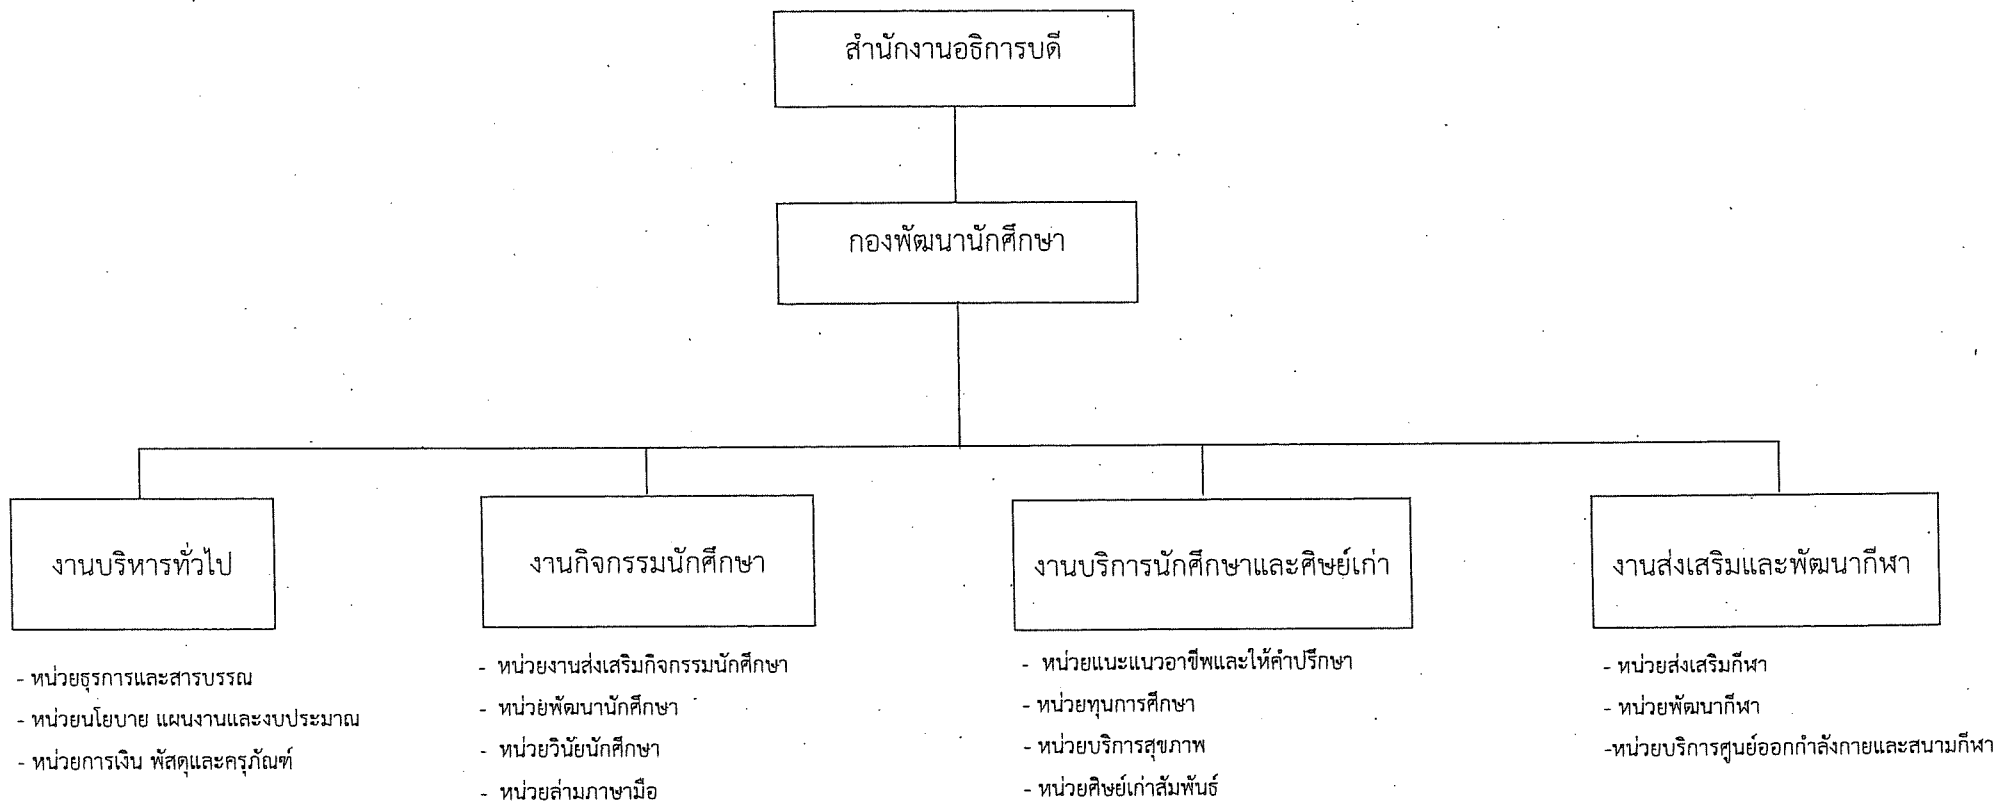 สำนักงานอธิการบดี
กองพัฒนานักศึกษา
งานบริหารทั่วไป
- หน่วยธุรการและสารบรรณ
- หน่วยนโยบาย แผนงานและงบประมาณ
- หน่วยการเงิน พัสดุและครุภัณฑ์
งานกิจกรรมนักศึกษา
- หน่วยงานส่งเสริมกิจกรรมนักศึกษา
- หน่วยพัฒนานักศึกษา
- หน่วยวินัยนักศึกษา
- หน่วยล่ามภาษามือ
งานบริการนักศึกษาและศิษย์เก่า
- หน่วยแนะแนวอาชีพและให้คำปรึกษา
- หน่วยทุนการศึกษา
- หน่วยบริการสุขภาพ
- หน่วยศิษย์เก่าสัมพันธ์
งานส่งเสริมและพัฒนากีฬา
- หน่วยส่งเสริมกีฬา
- หน่วยพัฒนากีฬา
-หน่วยบริการศูนย์ออกกำลังกายและสนามกีฬา